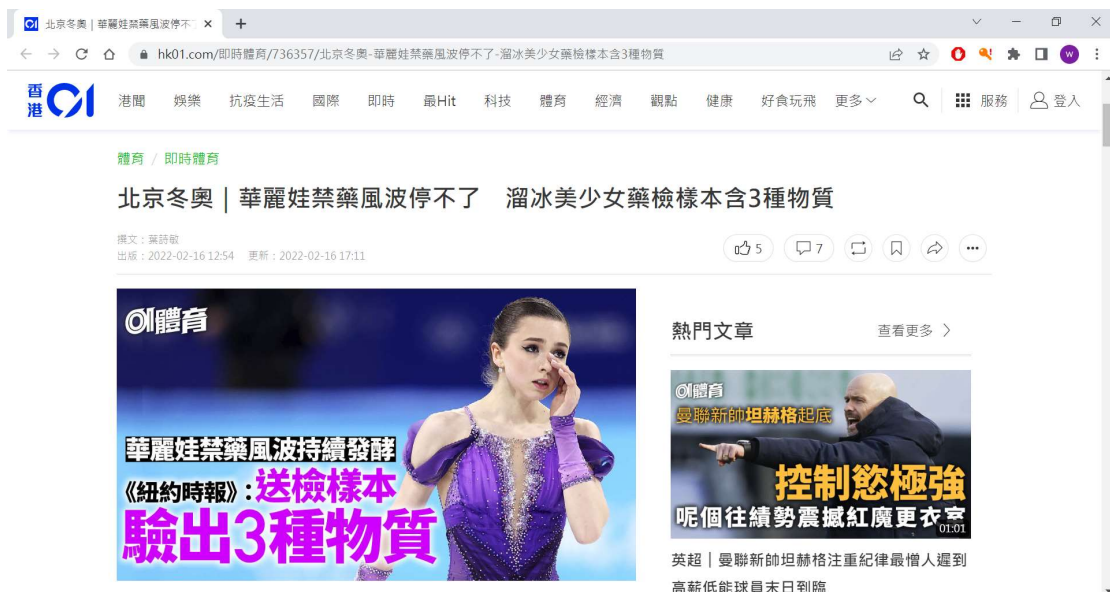 北京冬奧 | 華麗娃禁藥風波停不
hk01.com/即時體育/736357/北京冬奧-華麗娃禁藥風波停不了-溜冰美少女藥檢樣本含3種物質
W
香港01
港聞 娛樂 抗疫生活 國際 即時 最Hit 科技 體育 經濟 觀點 健康 好食玩飛 更多 服務 登入
體育 / 即時體育
北京冬奧｜華麗娃禁藥風波停不了 溜冰美少女藥檢樣本含3種物質
撰文：葉詩敏
出版：2022-02-16 12:54 更新：2022-02-16 17:11
5 7
01體育
華麗娃禁藥風波持續發酵
《紐約時報》:送檢樣本
驗出3種物質
熱門文章 查看更多
01體育
曼聯新帥坦赫格起底
控制慾極強
呢個往績勢震撼紅魔更衣室
01:01
英超｜曼聯新帥坦赫格注重紀律最憎人遲到
高薪低能球員末日到臨